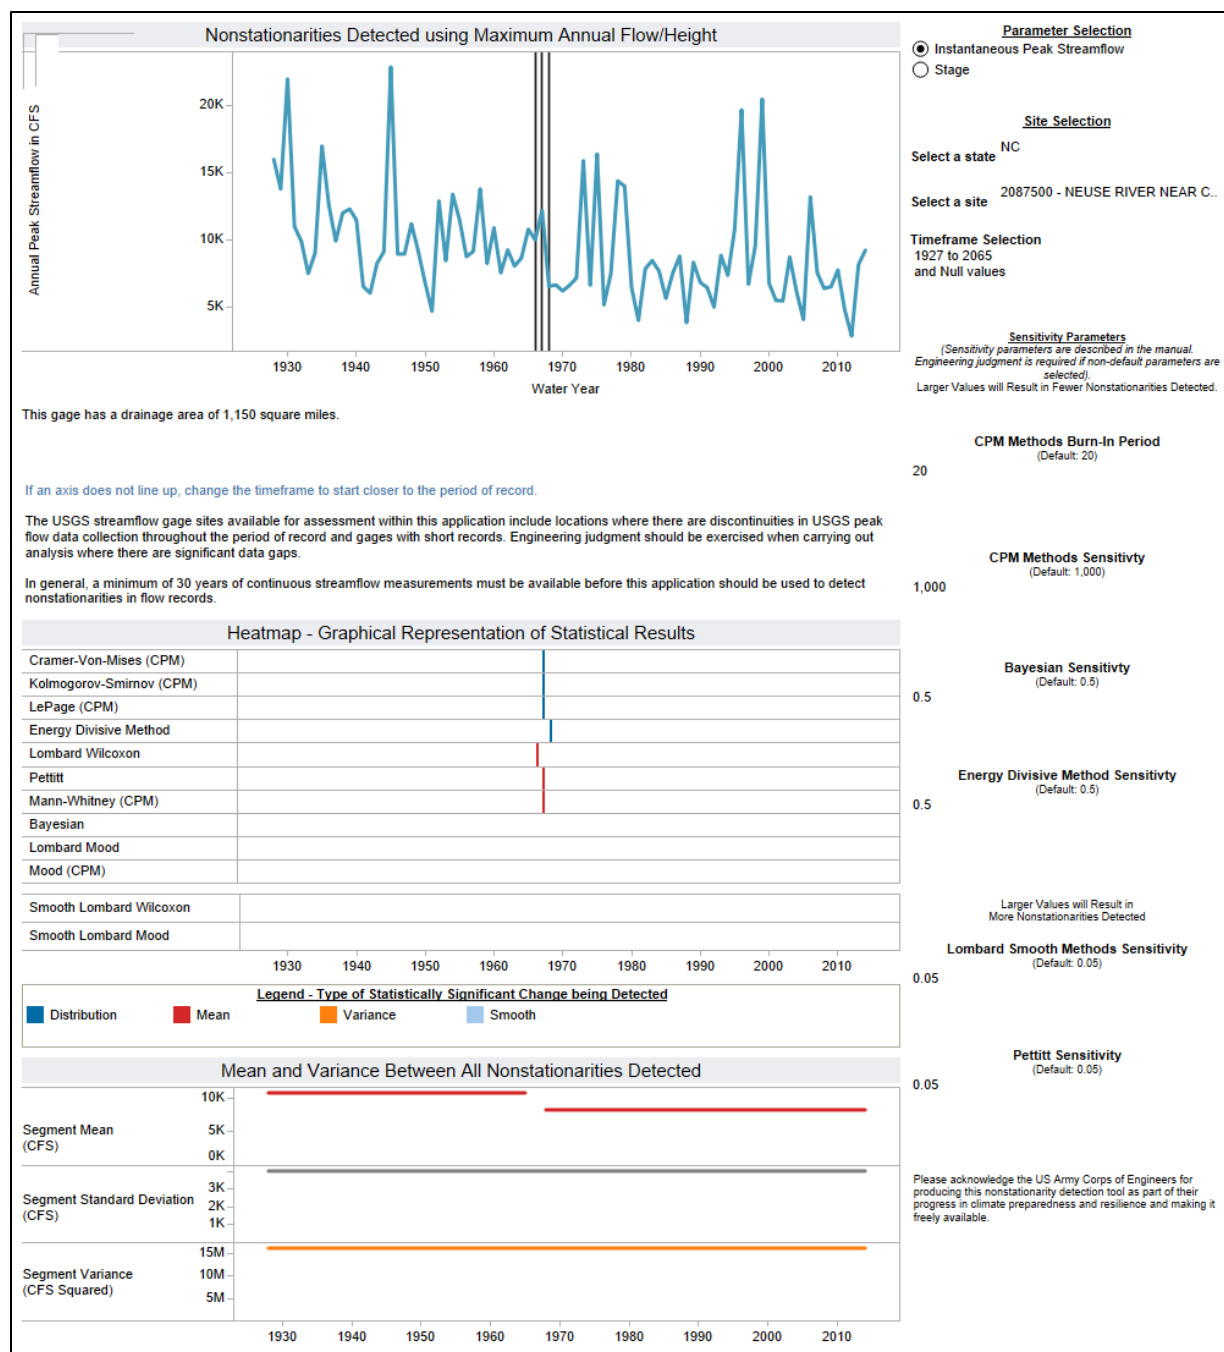 Nonstationarities Detected using Maximum Annual Flow/Height
Annual Peak Streamflow in CFS
20K
15K
10K
5K
1930 1940 1950 1960 1970 1980 1990 2000 2010
Water Year
This gage has a drainage area of 1,150 square miles.
If an axis does not line up, change the timeframe to start closer to the period of record.
The USGS streamflow gage sites available for assessment within this application include locations where there are discontinuities in USGS peak
flow data collection throughout the period of record and gages with short records. Engineering judgment should be exercised when carrying out
analysis where there are significant data gaps.
In general, a minimum of 30 years of continuous streamflow measurements must be available before this application should be used to detect
nonstationarities in flow records.
Heatmap - Graphical Representation of Statistical Results
Cramer-Von-Mises (CPM)
Kolmogorov-Smirnov (CPM)
LePage (CPM)
Energy Divisive Method
Lombard Wilcoxon
Pettitt
Mann-Whitney (CPM)
Bayesian
Lombard Mood
Mood (CPM)
Smooth Lombard Wilcoxon
Smooth Lombard Mood
1930 1940 1950 1960 1970 1980 1990 2000 2010
Legend - Type of Statistically Significant Change being Detected
Distribution Mean Variance Smooth
Mean and Variance Between All Nonstationarities Detected
Segment Mean
(CFS)
10K
5K
0K
Segment Standard Deviation
(CFS)
3K
2K
1K
Segment Variance
(CFS Squared)
15M
10M
5M
1930 1940 1950 1960 1970 1980 1990 2000 2010
Parameter Selection
Instantaneous Peak Streamflow
Stage
Site Selection
Select a state NC
Select a site 2087500 - NEUSE RIVER NEAR C..
Timeframe Selection
1927 to 2065
and Null values
Sensitivity Parameters
(Sensitivity parameters are described in the manual.
Engineering judgment is required if non-default parameters are
selected).
Larger Values will Result in Fewer Nonstationarities Detected.
CPM Methods Burn-In Period
(Default: 20)
20
CPM Methods Sensitivty
(Default: 1,000)
1,000
Bayesian Sensitivty
(Default: 0.5)
0.5
Energy Divisive Method Sensitivty
(Default: 0.5)
0.5
Larger Values will Result in
More Nonstationarities Detected
Lombard Smooth Methods Sensitivity
(Default: 0.05)
0.05
Pettitt Sensitivity
(Default: 0.05)
0.05
Please acknowledge the US Army Corps of Engineers for
producing this nonstationarity detection tool as part of their
progress in climate preparedness and resilience and making it
freely available.